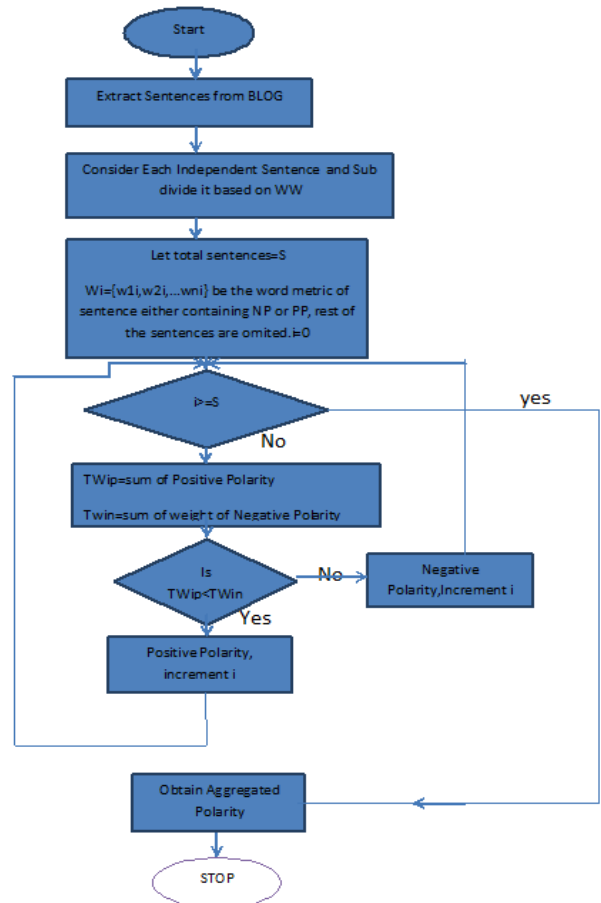 Start
Extract Sentences from BLOG
Consider Each Independent Sentence and Sub
divide it based on WW
Let total sentences=S
Wi={w1i,w2i,...wni} be the word metric of
sentence either containing NP or PP, rest of
the sentences are omited.i=0
i>=S
yes
No
TWip=sum of Positive Polarity
Twin=sum of weight of Negative Polarity
Is
TWip<TWin
No
Negative
Polarity,Increment i
Yes
Positive Polarity,
increment i
Obtain Aggregated
Polarity
STOP